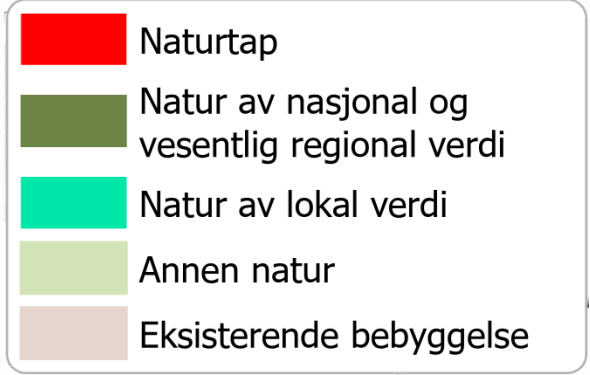 Naturtap
Natur av nasjonal og
vesentlig regional verdi
Natur av lokal verdi
Annen natur
Eksisterende bebyggelse